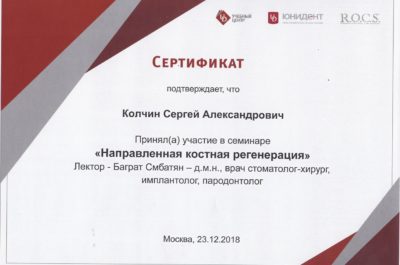 УЧЕБНЫЙ ЦЕНТР
ЮНИДЕНТ
R.O.C.S.
СЕРТИФИКАТ
подтверждает, что
Колчин Сергей Александрович
Принял(а) участие в семинаре
«Направленная костная регенерация»
Лектор - Баграт Смбатян – д.м.н., врач стоматолог-хирург,
имплантолог, пародонтолог
Москва, 23.12.2018